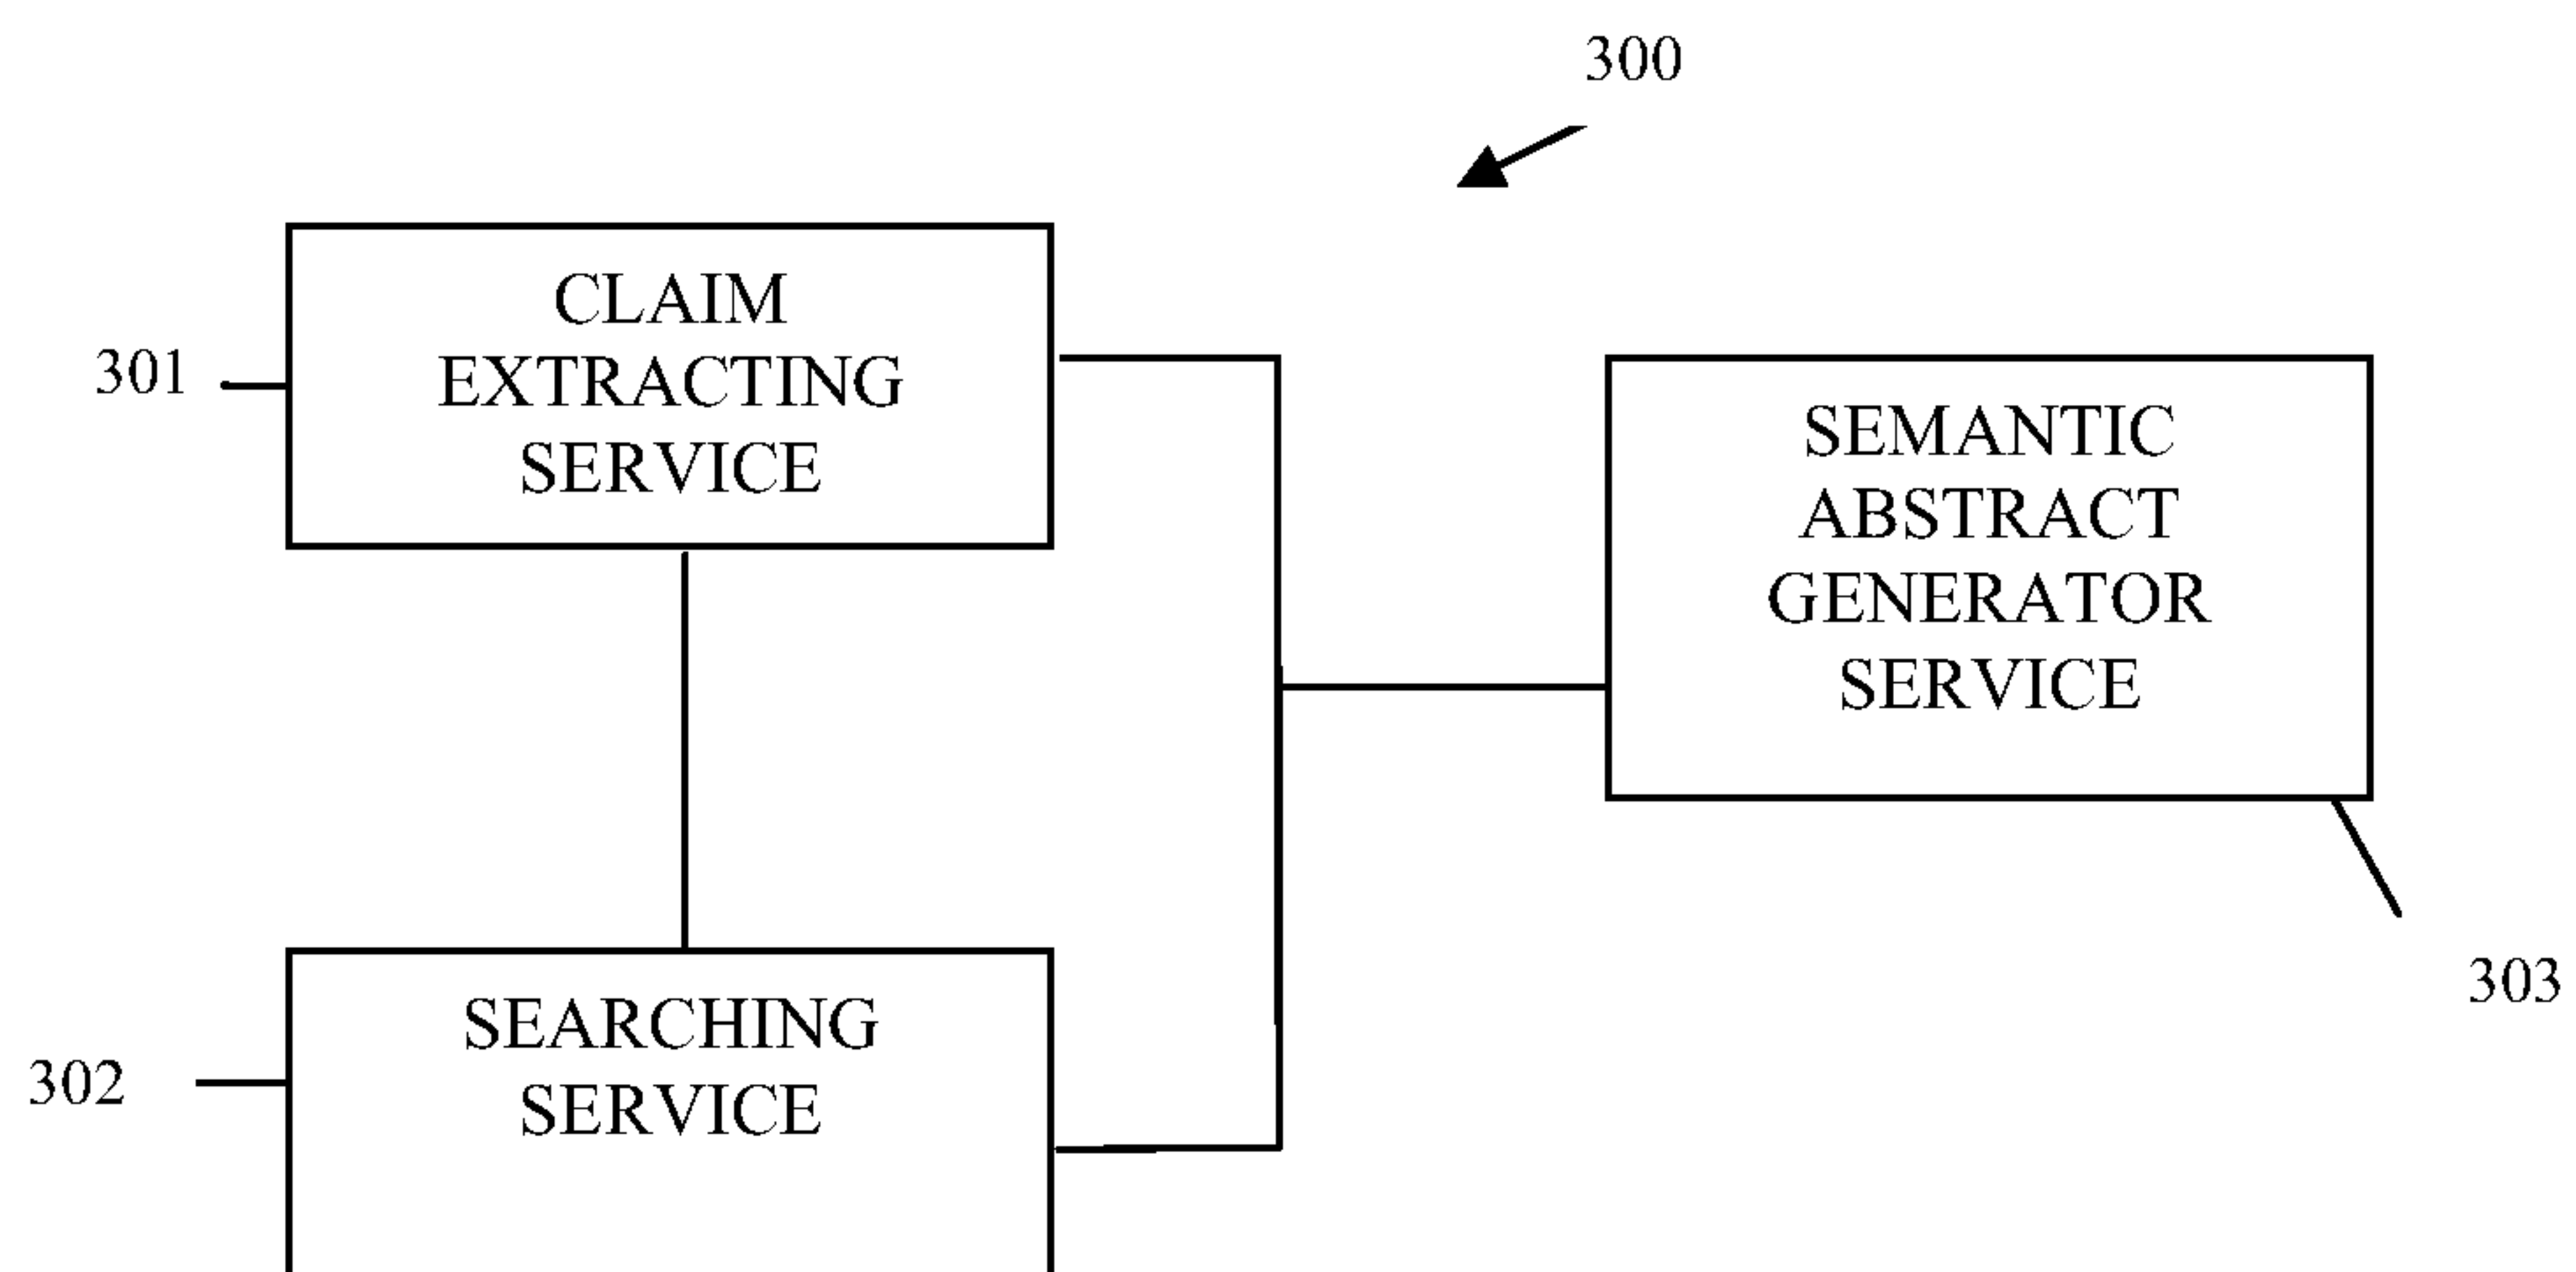 300
CLAIM
EXTRACTING
SERVICE
301
SEMANTIC
ABSTRACT
GENERATOR
SERVICE
303
SEARCHING
SERVICE
302